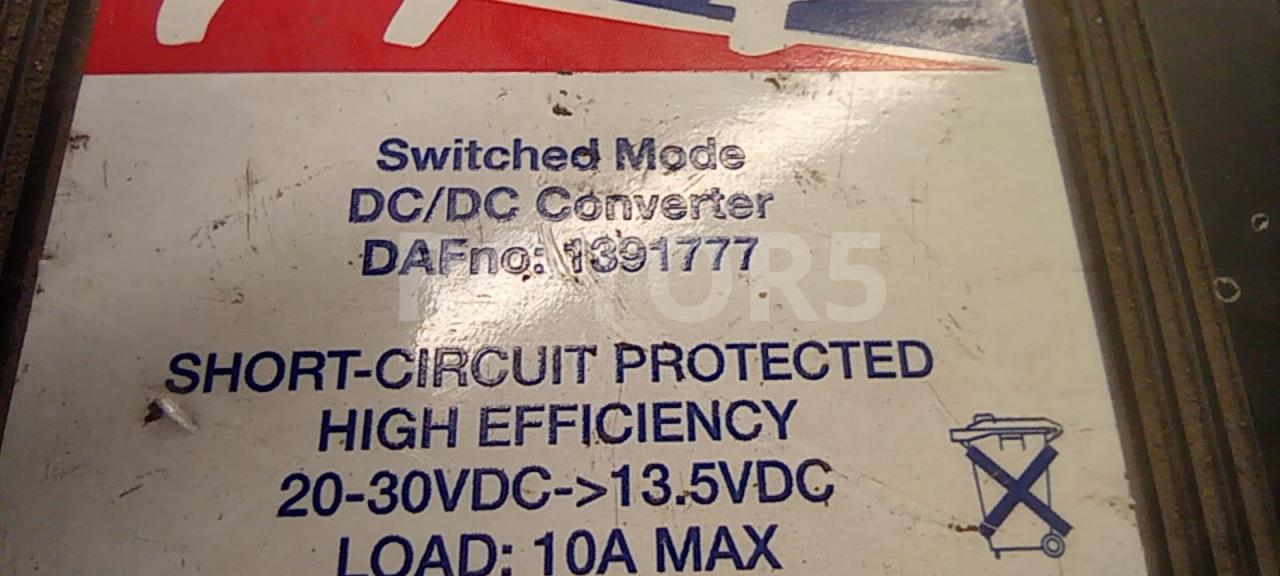 Switched Mode
DC/DC Converter
DAFno: 1391777
SHORT-CIRCUIT PROTECTED
HIGH EFFICIENCY
20-30VDC->13.5VDC
LOAD: 10A MAX